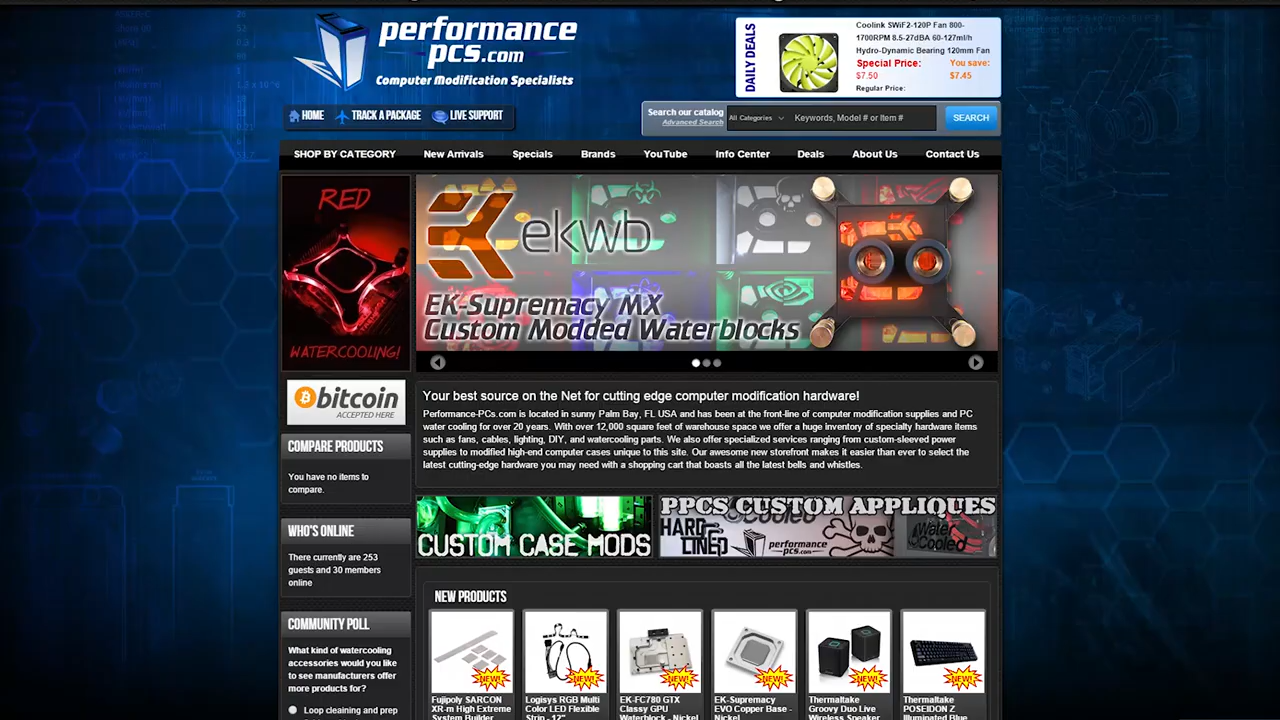 performance
pcs.com
Computer Modification Specialists
DAILY DEALS
Coolink SWiF2-120P Fan 800-
1700RPM 8.5-27dBA 60-127ml/h
Hydro-Dynamic Bearing 120mm Fan
Special Price: You save:
$7.50 $7.45
Regular Price:
HOME TRACK A PACKAGE LIVE SUPPORT
Search our catalog
Advanced Search
All Categories Keywords, Model # or Item # SEARCH
SHOP BY CATEGORY New Arrivals Specials Brands YouTube Info Center Deals About Us Contact Us
RED
WATERCOOLING!
ekwb
EK-Supremacy MX
Custom Modded Waterblocks
bitcoin
ACCEPTED HERE
Your best source on the Net for cutting edge computer modification hardware!
Performance-PCs.com is located in sunny Palm Bay, FL USA and has been at the front-line of computer modification supplies and PC
water cooling for over 20 years. With over 12,000 square feet of warehouse space we offer a huge inventory of specialty hardware items
such as fans, cables, lighting, DIY, and watercooling parts. We also offer specialized services ranging from custom-sleeved power
supplies to modified high-end computer cases unique to this site. Our awesome new storefront makes it easier than ever to select the
latest cutting-edge hardware you may need with a shopping cart that boasts all the latest bells and whistles.
COMPARE PRODUCTS
You have no items to
compare.
WHO'S ONLINE
There currently are 253
guests and 30 members
online
COMMUNITY POLL
What kind of watercooling
accessories would you like
to see manufacturers offer
more products for?
Loop cleaning and prep
CUSTOM CASE MODS
PPCS CUSTOM APPLIQUES
Cooled
HARD
LINED
performance
pcs.com
Water
Cooled
NEW PRODUCTS
NEW! NEW! NEW! NEW! NEW! NEW!
Fujipoly SARCON
XR-m High Extreme
System Builder
Logisys RGB Multi
Color LED Flexible
Strip - 12"
EK-FC780 GTX
Classy GPU
Waterblock - Nickel
EK-Supremacy
EVO Copper Base -
Nickel
Thermaltake
Groovy Duo Live
Wireless Speaker
Thermaltake
POSEIDON Z
Illuminated Blue